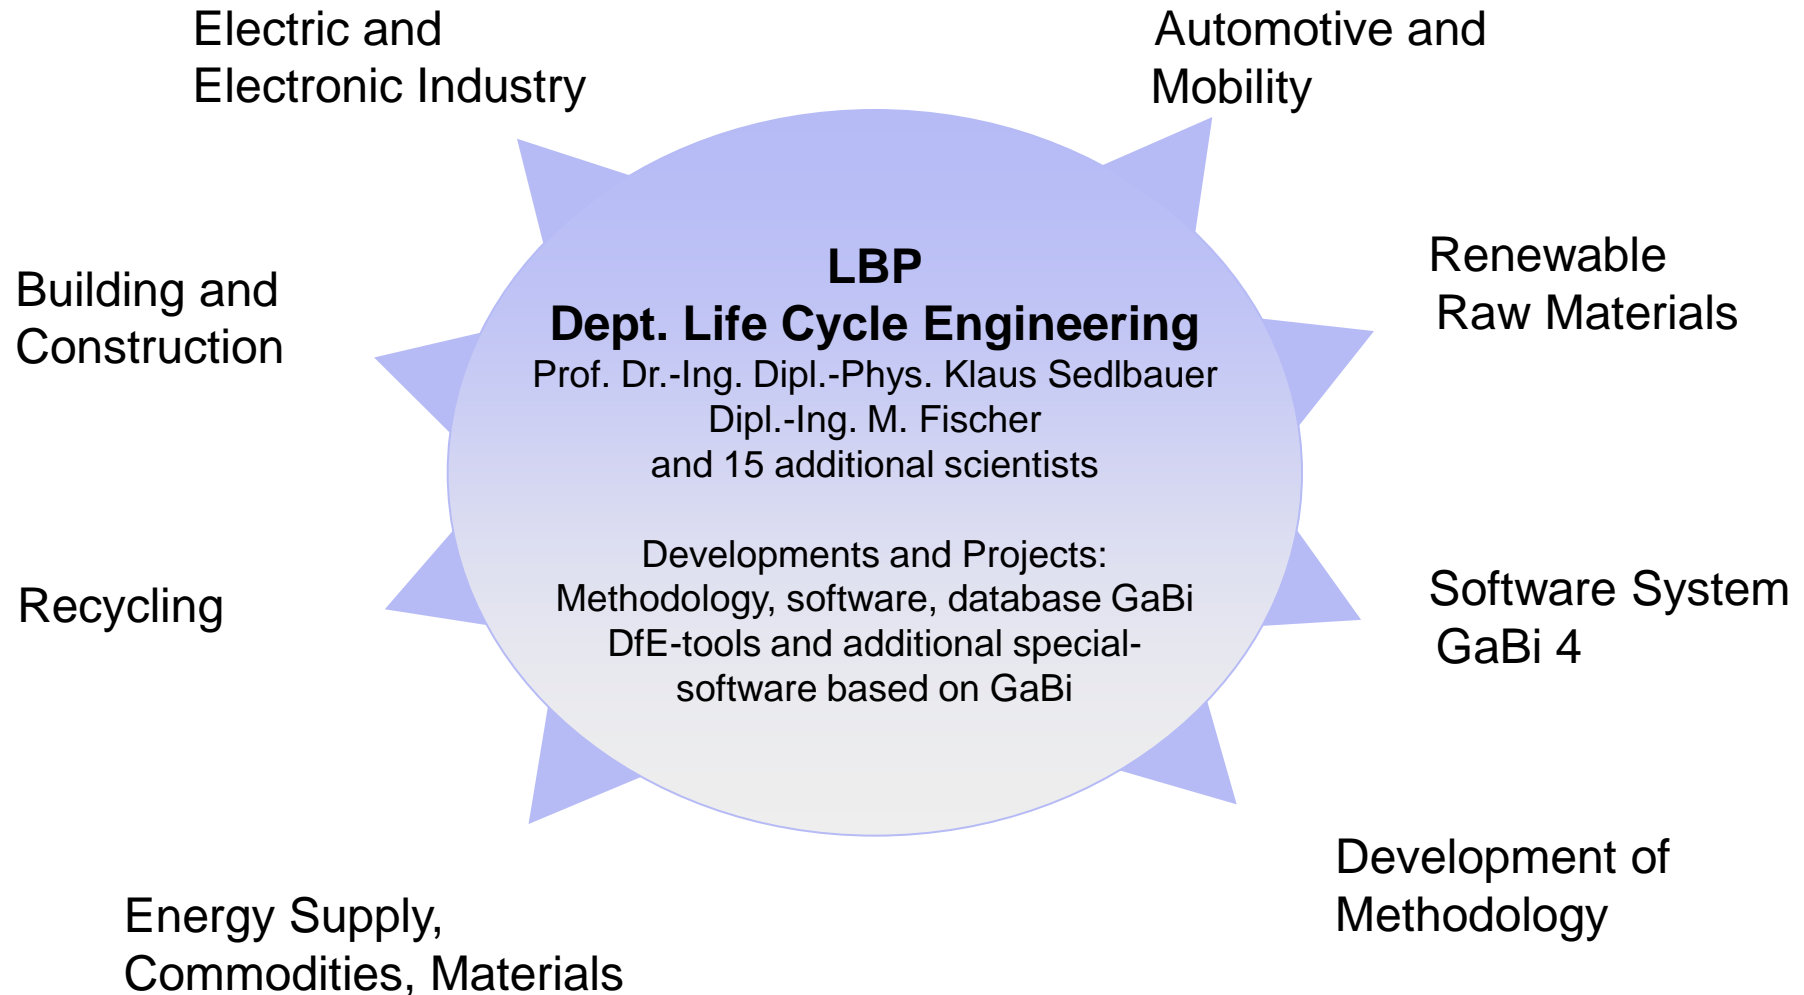 Electric and
Electronic Industry
Automotive and
Mobility
Building and
Construction
LBP
Dept. Life Cycle Engineering
Prof. Dr.-Ing. Dipl.-Phys. Klaus Sedlbauer
Dipl.-Ing. M. Fischer
and 15 additional scientists
Developments and Projects:
Methodology, software, database GaBi
DfE-tools and additional special-
software based on GaBi
Renewable
Raw Materials
Recycling
Software System
GaBi 4
Energy Supply,
Commodities, Materials
Development of
Methodology